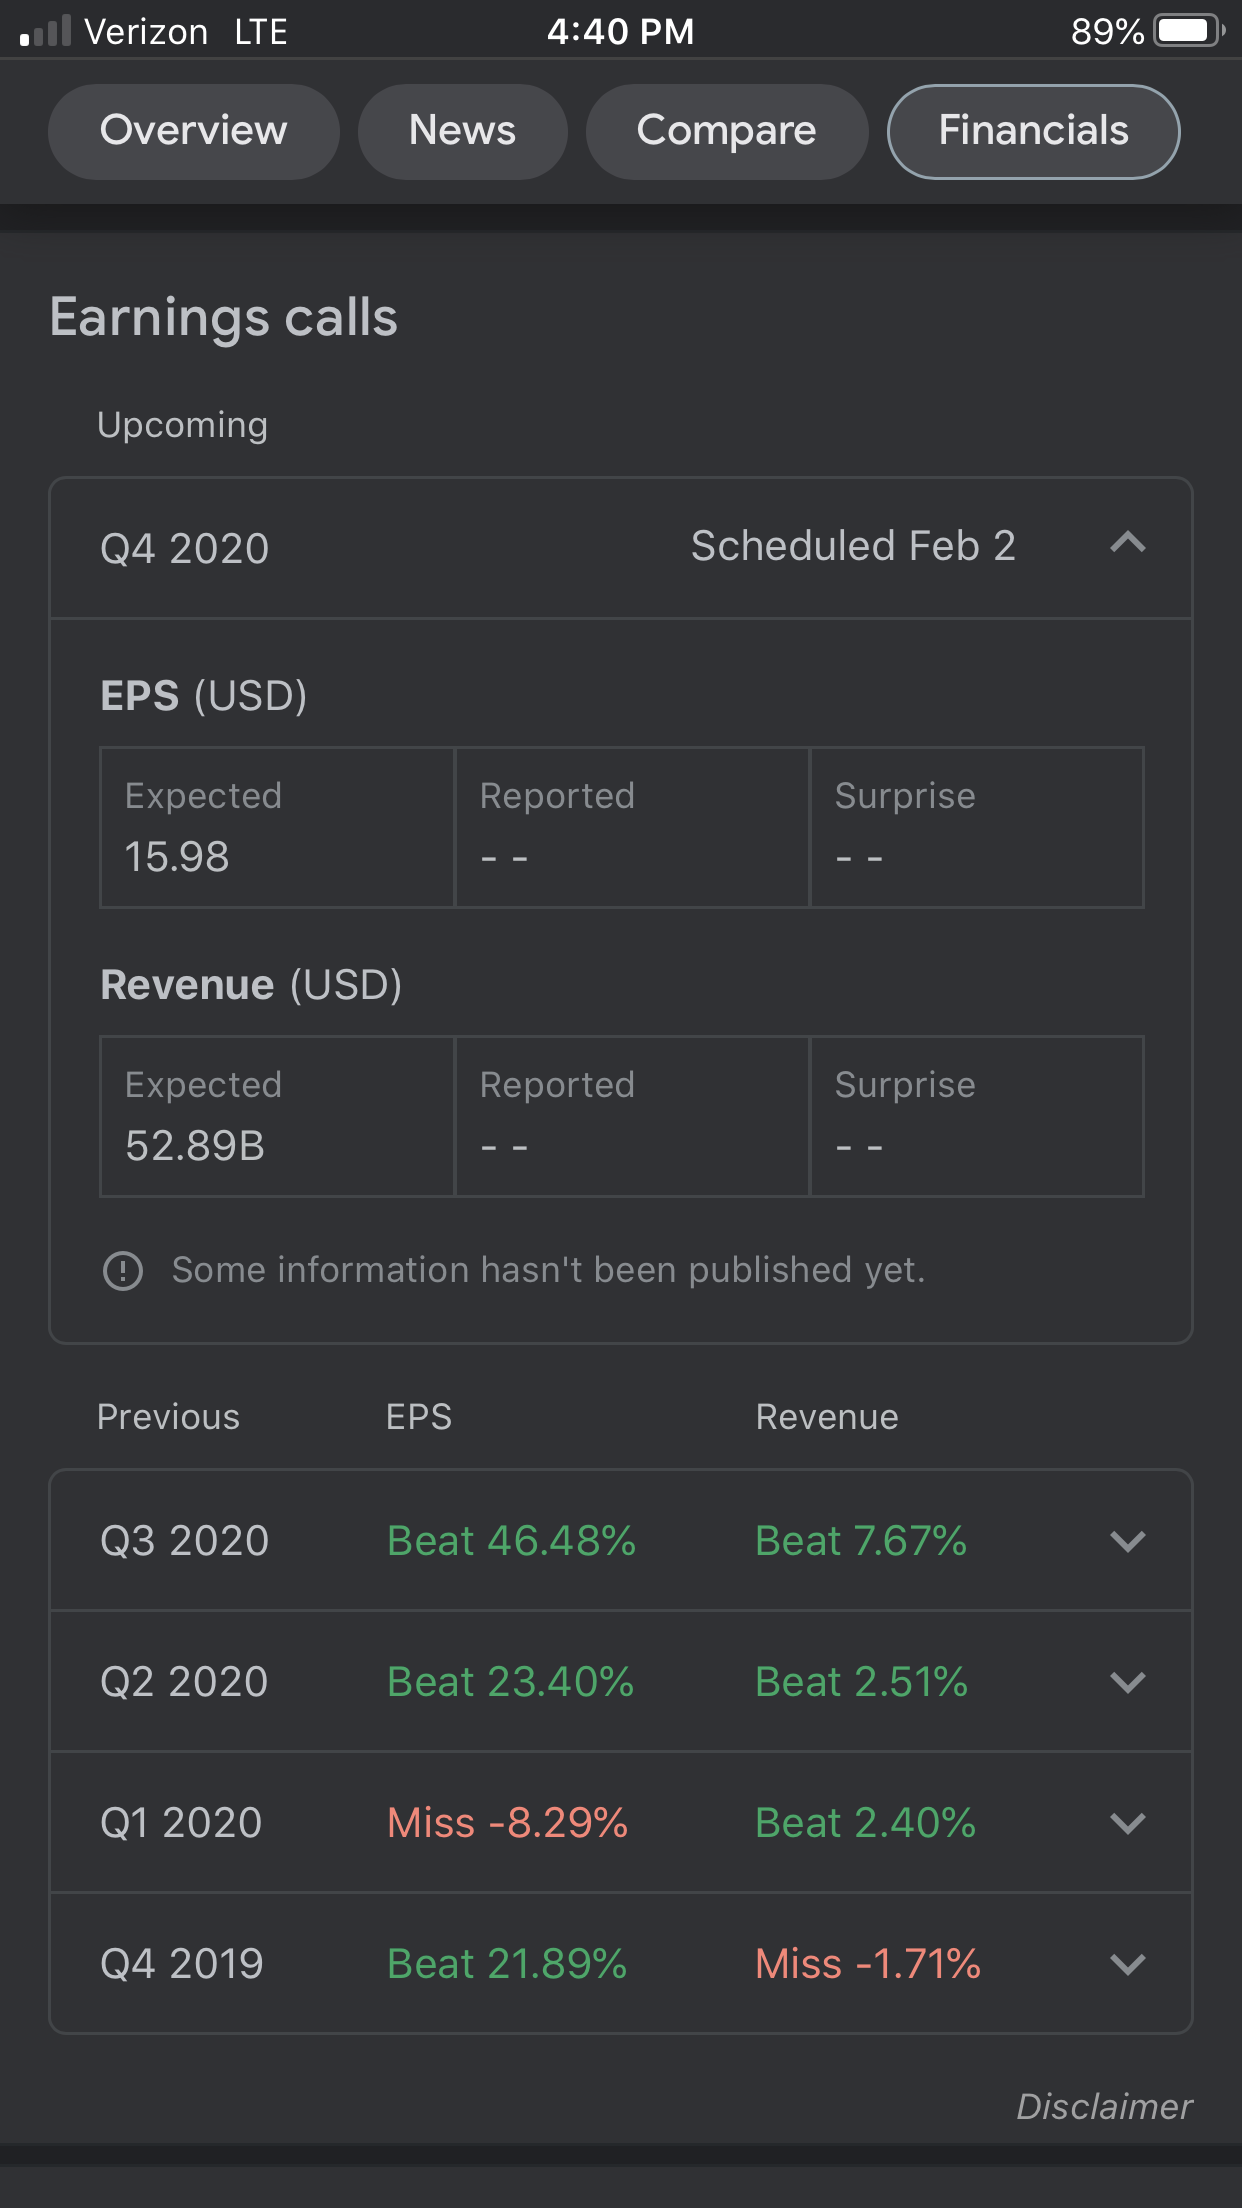 Verizon LTE 4:40 PM 89%
Overview News Compare Financials
Earnings calls
Upcoming
Q4 2020 Scheduled Feb 2
EPS (USD)
Expected Reported Surprise
15.98 - - - -
Revenue (USD)
Expected Reported Surprise
52.89B - - - -
Some information hasn't been published yet.
Previous EPS Revenue
Q3 2020 Beat 46.48% Beat 7.67%
Q2 2020 Beat 23.40% Beat 2.51%
Q1 2020 Miss -8.29% Beat 2.40%
Q4 2019 Beat 21.89% Miss -1.71%
Disclaimer